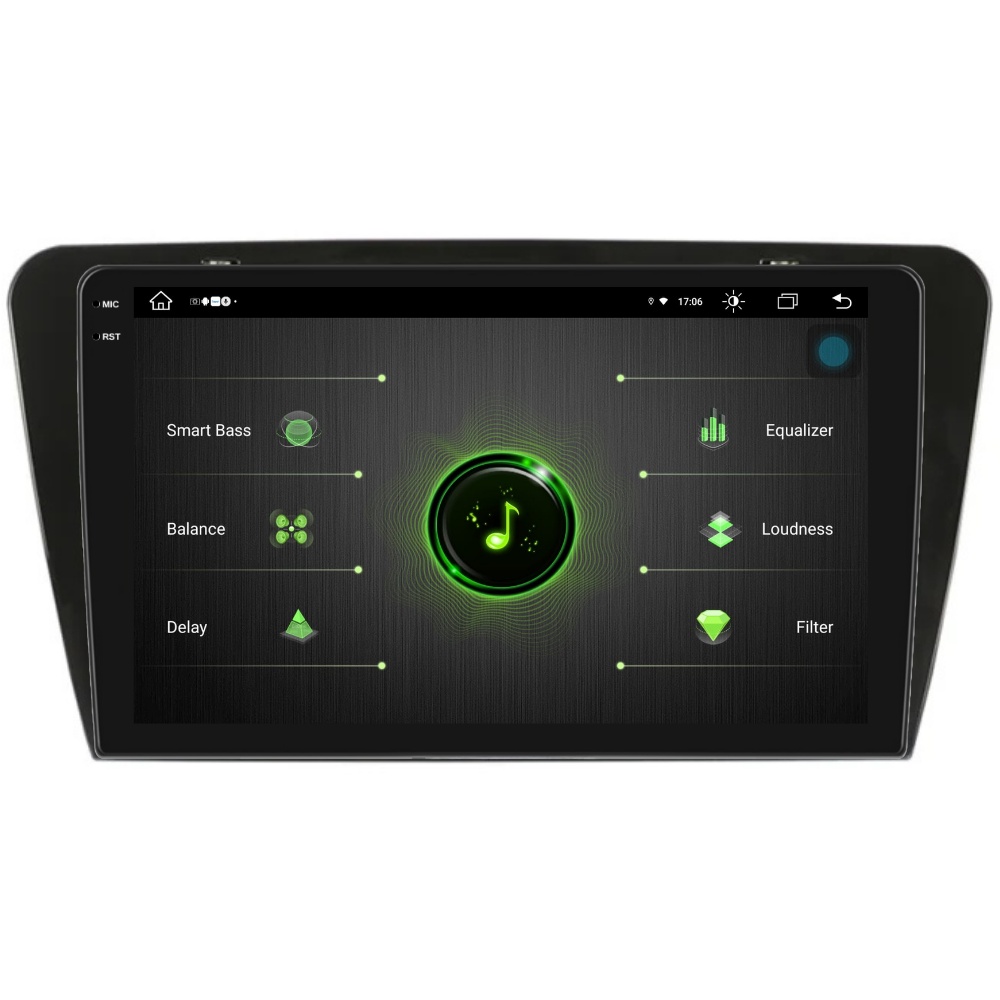 MIC
17:06
RST
Smart Bass
Equalizer
Balance
Loudness
Delay
Filter